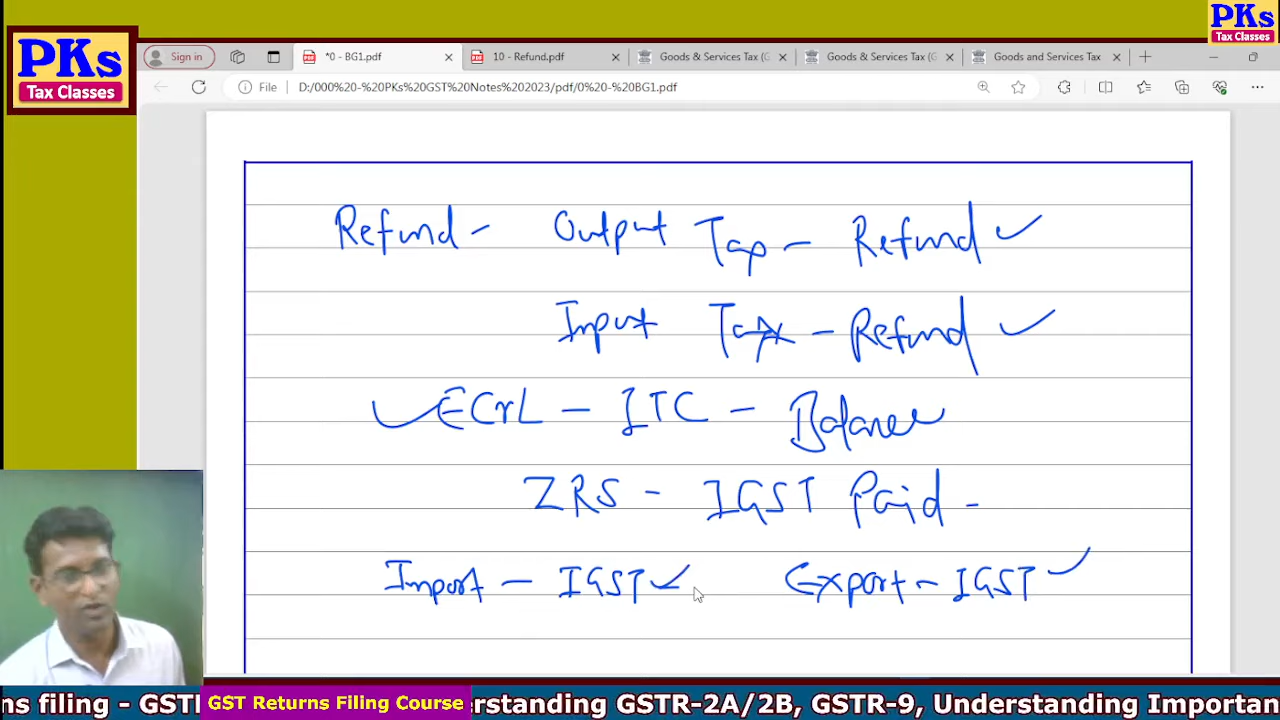 PKs
Tax Classes
PKs
Tax Classes
Sign in
*0 - BG1.pdf
10 - Refund.pdf
Goods & Services Tax (G
Goods & Services Tax (G
Goods and Services Tax
File
D:/000%20-%20PKs%20GST%20Notes%202023/pdf/0%20-%20BG1.pdf
Refund - Output Tax - Refund ✓
Input Tax - Refund ✓
✓ ECrL - ITC - Balance
ZRS - IGST Paid -
Import - IGST ✓ Export - IGST ✓
ns filing - GSTI
GST Returns Filing Course
erstanding GSTR-2A/2B, GSTR-9, Understanding Importan